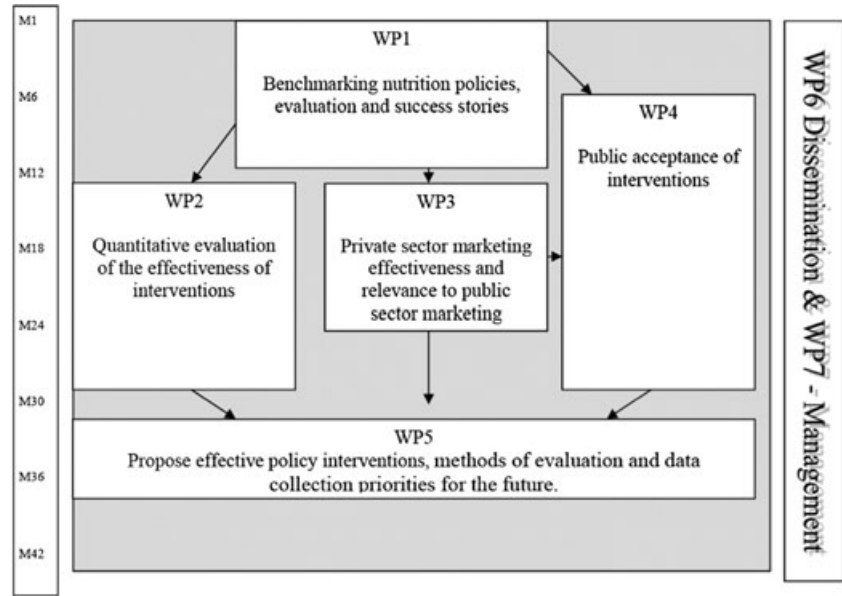 M1
M6
M12
M18
M24
M30
M36
M42
WP1
Benchmarking nutrition policies,
evaluation and success stories
WP4
Public acceptance of
interventions
WP2
Quantitative evaluation
of the effectiveness of
interventions
WP3
Private sector marketing
effectiveness and
relevance to public
sector marketing
WP5
Propose effective policy interventions, methods of evaluation and data
collection priorities for the future.
WP6 Dissemination & WP7 - Management